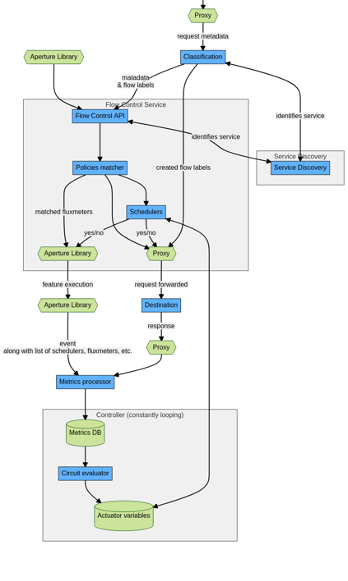 Proxy
request metadata
Aperture Library
Classification
matadata
& flow labels
Flow Control Service
Flow Control API
identifies service
identifies service
Service Discovery
Service Discovery
Policies matcher
created flow labels
matched fluxmeters
Schedulers
yes/no
yes/no
Aperture Library
Proxy
feature execution
request forwarded
Aperture Library
Destination
response
event
along with list of schedulers, fluxmeters, etc.
Proxy
Metrics processor
Controller (constantly looping)
Metrics DB
Circuit evaluator
Actuator variables